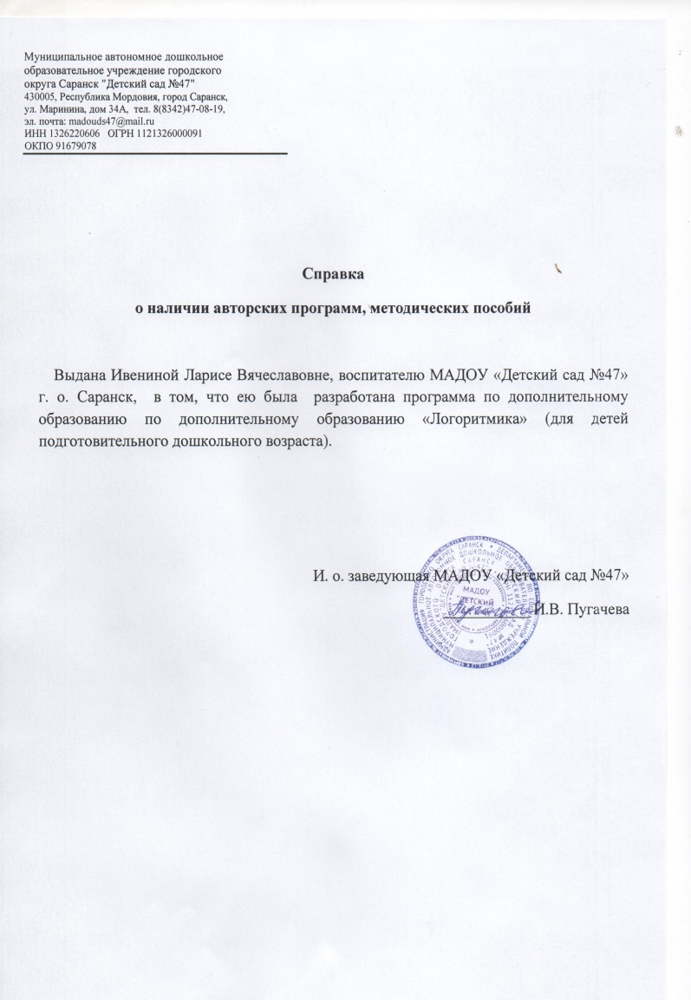 Муниципальное автономное дошкольное
образовательное учреждение городского
округа Саранск "Детский сад №47"
430005, Республика Мордовия, город Саранск,
ул. Маринина, дом 34А, тел. 8(8342)47-08-19,
эл. почта: madouds47@mail.ru
ИНН 1326220606 ОГРН 1121326000091
ОКПО 91679078
Справка
о наличии авторских программ, методических пособий
Выдана Ивениной Ларисе Вячеславовне, воспитателю МАДОУ «Детский сад №47»
г. о. Саранск, в том, что ею была разработана программа по дополнительному
образованию по дополнительному образованию «Логоритмика» (для детей
подготовительного дошкольного возраста).
И. о. заведующая МАДОУ «Детский сад №47»
И.В. Пугачева
МАДОУ
ДЕТСКИЙ